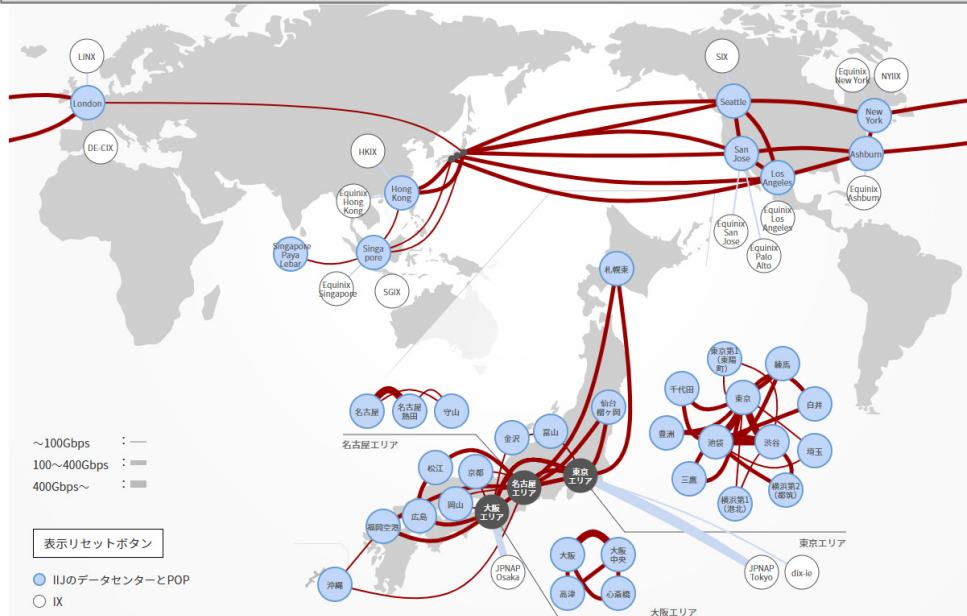 LINX
SIX
Equinix
New York
NYIIX
London
Seattle
New
York
DE-CIX
HKIX
San
Jose
Ashburn
Hong
Kong
Los
Angeles
Equinix
Hong
Kong
Equinix
Ashburn
Equinix
Los
Angeles
Equinix
San
Jose
Singapore
Paya
Lebar
Singa
pore
Equinix
Palo
Alto
Equinix
Singapore
SGIX
札幌東
東京第1
(東陽
町)
練馬
千代田
東京
白井
名古屋
名古屋
熱田
守山
仙台
榴ヶ岡
豊洲
池袋
渋谷
埼玉
名古屋エリア
金沢
富山
〜100Gbps :
100〜400Gbps :
400Gbps〜 :
松江
京都
名古屋
エリア
東京
エリア
三鷹
横浜第1
(港北)
横浜第2
(都筑)
岡山
大阪
エリア
広島
福岡空港
表示リセットボタン
東京エリア
大阪
大阪
中央
JPNAP
Osaka
JPNAP
Tokyo
dix-ie
IIJのデータセンターとPOP
沖縄
高津
心斎橋
IX
大阪エリア